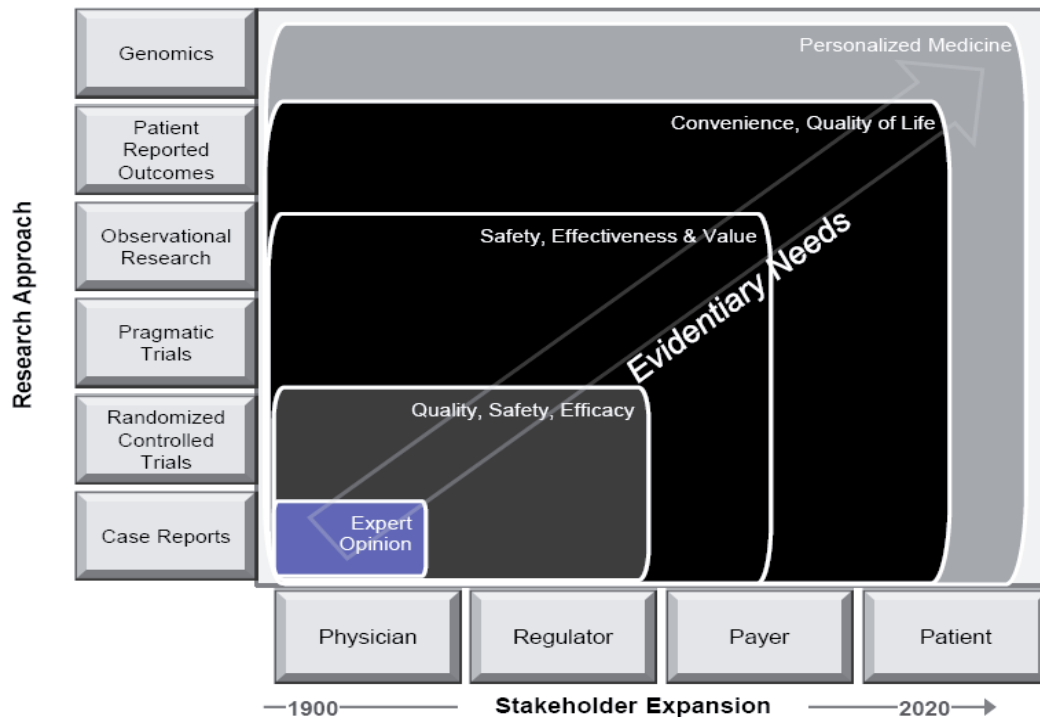 Genomics
Patient
Reported
Outcomes
Observational
Research
Pragmatic
Trials
Randomized
Controlled
Trials
Case Reports
Research Approach
Personalized Medicine
Convenience, Quality of Life
Safety, Effectiveness & Value
Evidentiary Needs
Quality, Safety, Efficacy
Expert
Opinion
Physician
Regulator
Payer
Patient
1900
Stakeholder Expansion
2020